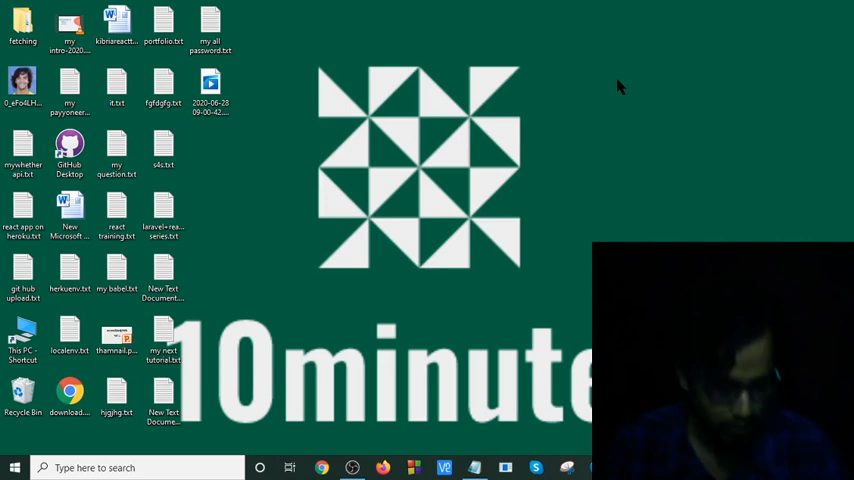 fetching
my
intro-2020....
kibriareactt...
portfolio.txt
my all
password.txt
0_eFo4LH...
my
payyoneer...
it.txt
fgfdgfg.txt
2020-06-28
09-00-42....
mywhether
api.txt
GitHub
Desktop
my
question.txt
s4s.txt
react app on
heroku.txt
New
Microsoft ...
react
training.txt
laravel+rea...
series.txt
git hub
upload.txt
herkuenv.txt
my babel.txt
New Text
Document....
This PC -
Shortcut
localenv.txt
thamnail.p...
my next
tutorial.txt
Recycle Bin
download....
hjgjhg.txt
New Text
Docume...
10minute
Type here to search